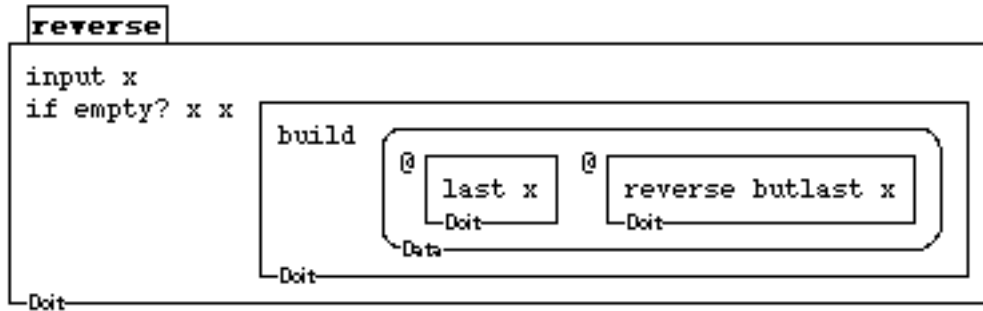 reverse
input x
if empty? x x
build
@ last x @ reverse butlast x
Doit Doit
Data
Doit
Doit